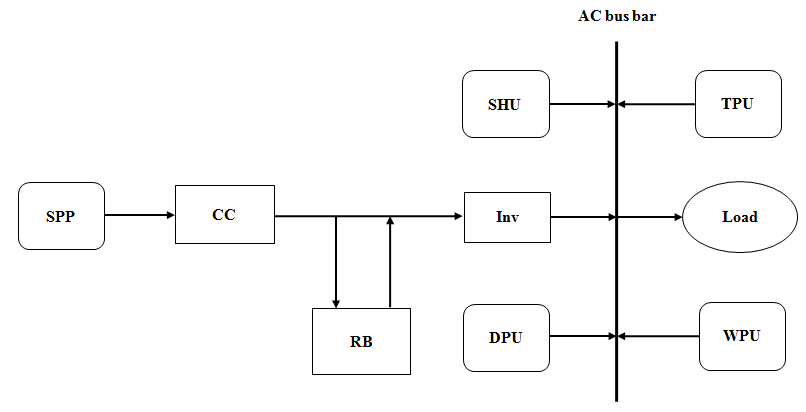 AC bus bar
SHU
TPU
SPP
CC
Inv
Load
RB
DPU
WPU